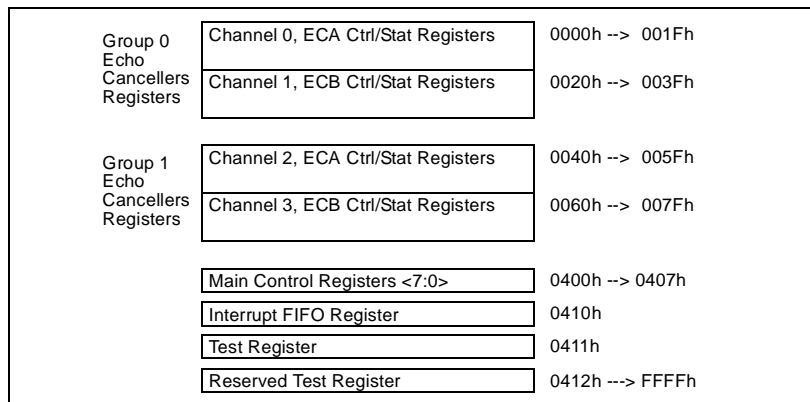 Group 0
Echo
Cancellers
Registers
Channel 0, ECA Ctrl/Stat Registers 0000h --> 001Fh
Channel 1, ECB Ctrl/Stat Registers 0020h --> 003Fh
Group 1
Echo
Cancellers
Registers
Channel 2, ECA Ctrl/Stat Registers 0040h --> 005Fh
Channel 3, ECB Ctrl/Stat Registers 0060h --> 007Fh
Main Control Registers <7:0> 0400h --> 0407h
Interrupt FIFO Register 0410h
Test Register 0411h
Reserved Test Register 0412h ---> FFFFh